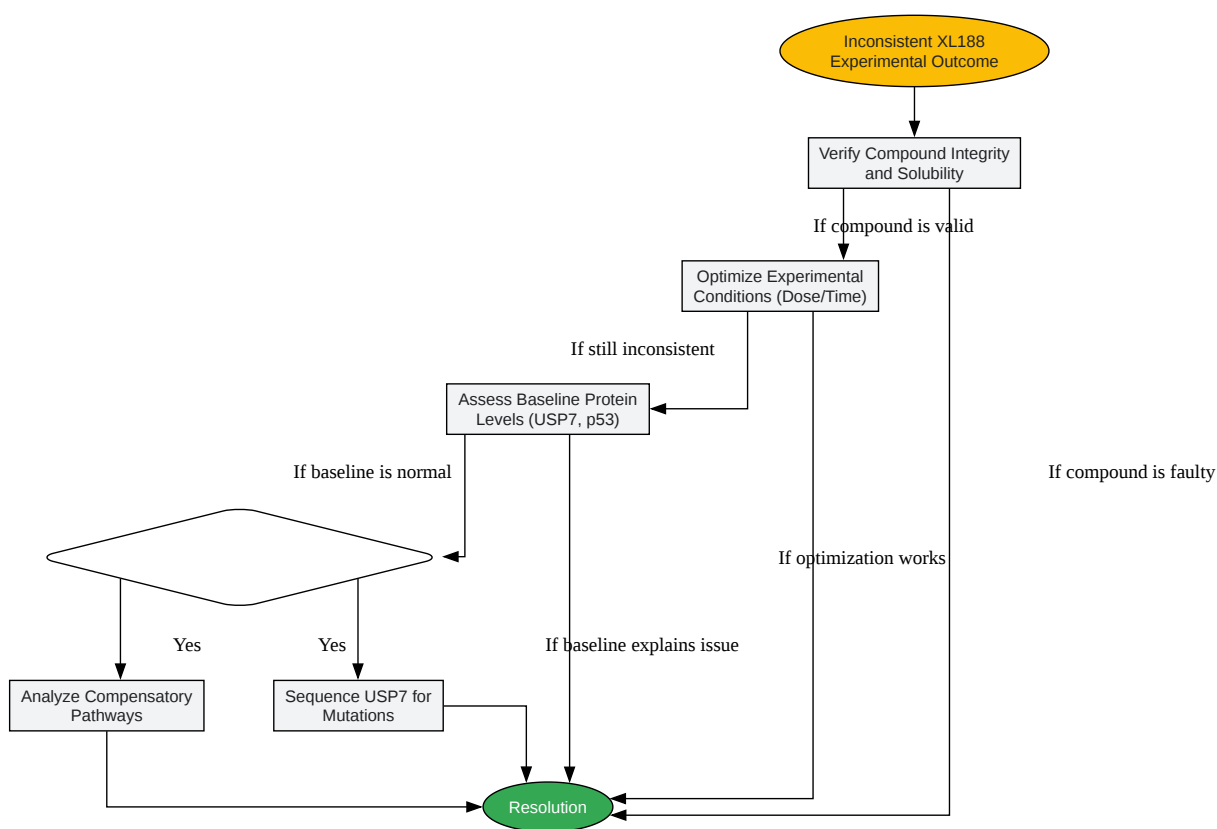 Inconsistent XL188
Experimental Outcome
Verify Compound Integrity
and Solubility
If compound is valid
Optimize Experimental
Conditions (Dose/Time)
If still inconsistent
Assess Baseline Protein
Levels (USP7, p53)
If baseline is normal
If compound is faulty
If optimization works
Yes
Yes
If baseline explains issue
Analyze Compensatory
Pathways
Sequence USP7 for
Mutations
Resolution